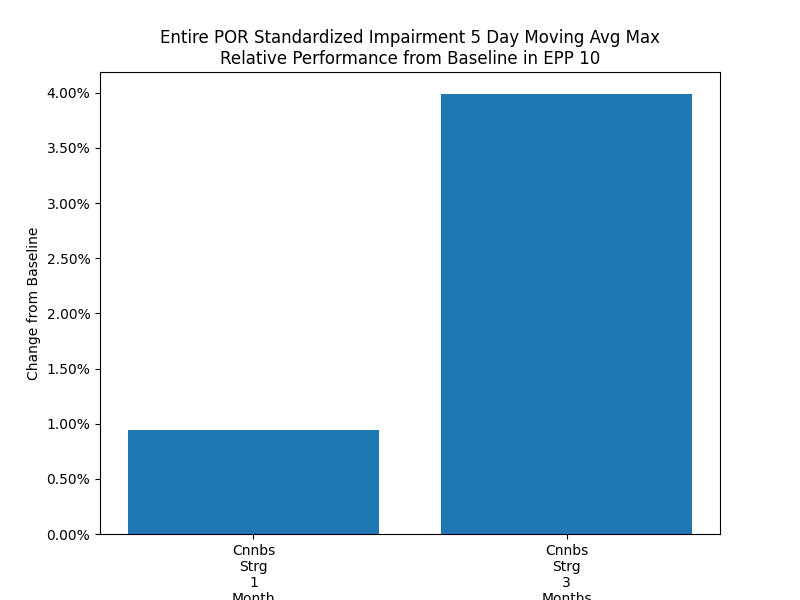 Entire POR Standardized Impairment 5 Day Moving Avg Max
Relative Performance from Baseline in EPP 10
Change from Baseline
4.00%
3.50%
3.00%
2.50%
2.00%
1.50%
1.00%
0.50%
0.00%
Cnnbs
Strg
1
Month
Cnnbs
Strg
3
Months